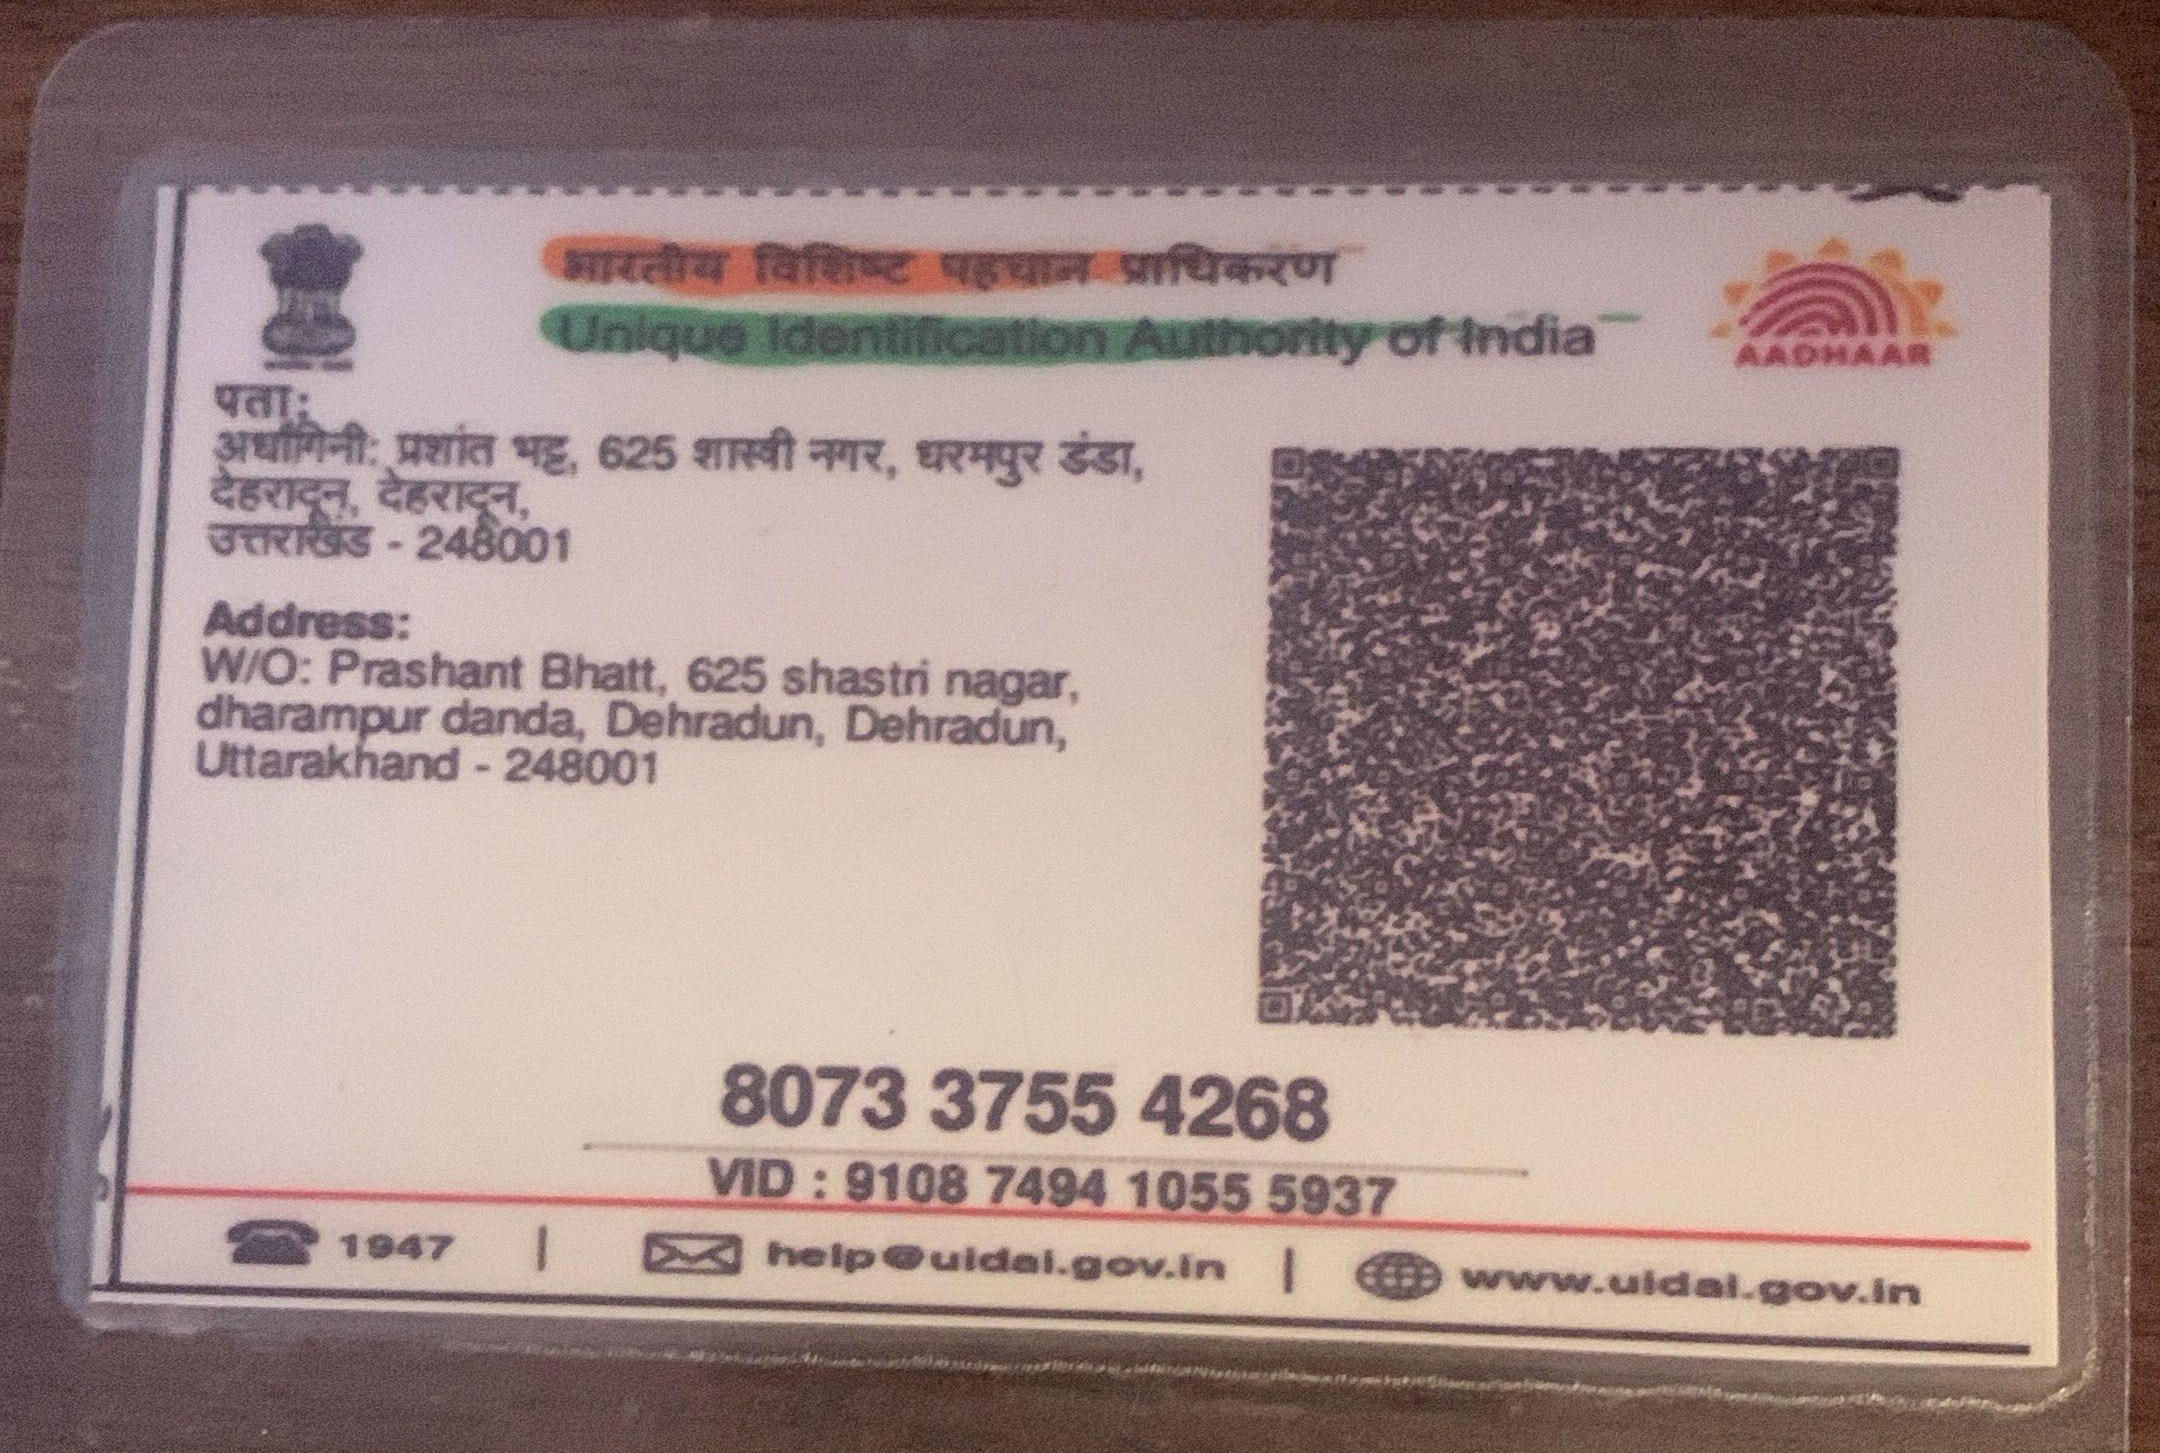 भारतीय विशिष्ट पहचान प्राधिकरण
Unique Identification Authority of India
AADHAAR
पता:
अर्धांगिनी: प्रशांत भट्ट, 625 शास्त्री नगर, धरमपुर डंडा,
देहरादून, देहरादून,
उत्तराखंड - 248001
Address:
W/O: Prashant Bhatt, 625 shastri nagar,
dharampur danda, Dehradun, Dehradun,
Uttarakhand - 248001
8073 3755 4268
VID : 9108 7494 1055 5937
1947 | help@uidai.gov.in | www.uidai.gov.in